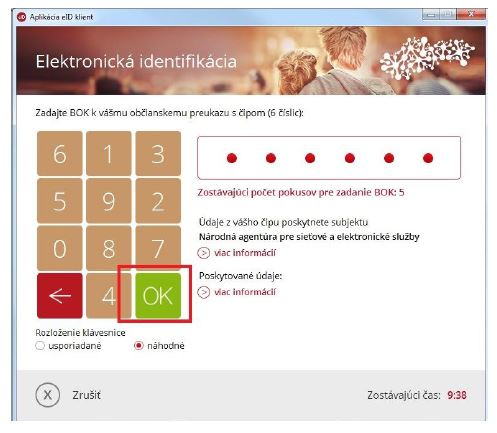 eID Aplikácia eID klient
Elektronická identifikácia
Zadajte BOK k vášmu občianskemu preukazu s čipom (6 číslic):
6 1 3
5 9 2
0 8 7
4 OK
Zostávajúci počet pokusov pre zadanie BOK: 5
Údaje z vášho čipu poskytnete subjektu
Národná agentúra pre sieťové a elektronické služby
viac informácií
Poskytované údaje:
viac informácií
Rozloženie klávesnice
usporiadané náhodné
X Zrušiť
Zostávajúci čas: 9:38